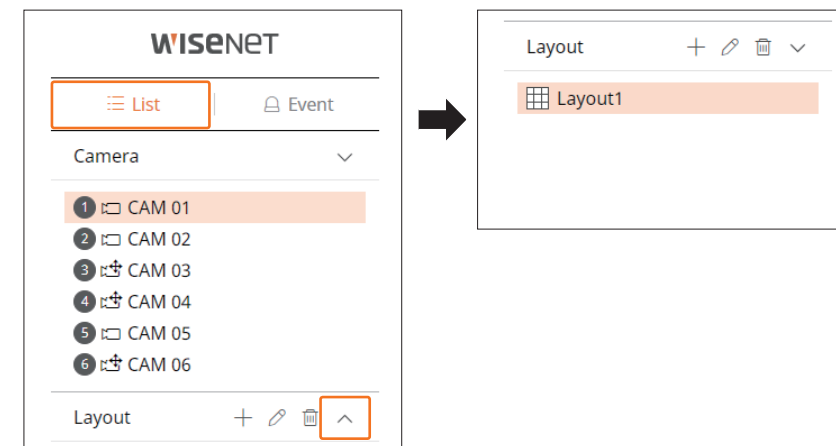 WISENET
List
Event
Camera
1 CAM 01
2 CAM 02
3 CAM 03
4 CAM 04
5 CAM 05
6 CAM 06
Layout
Layout
Layout1